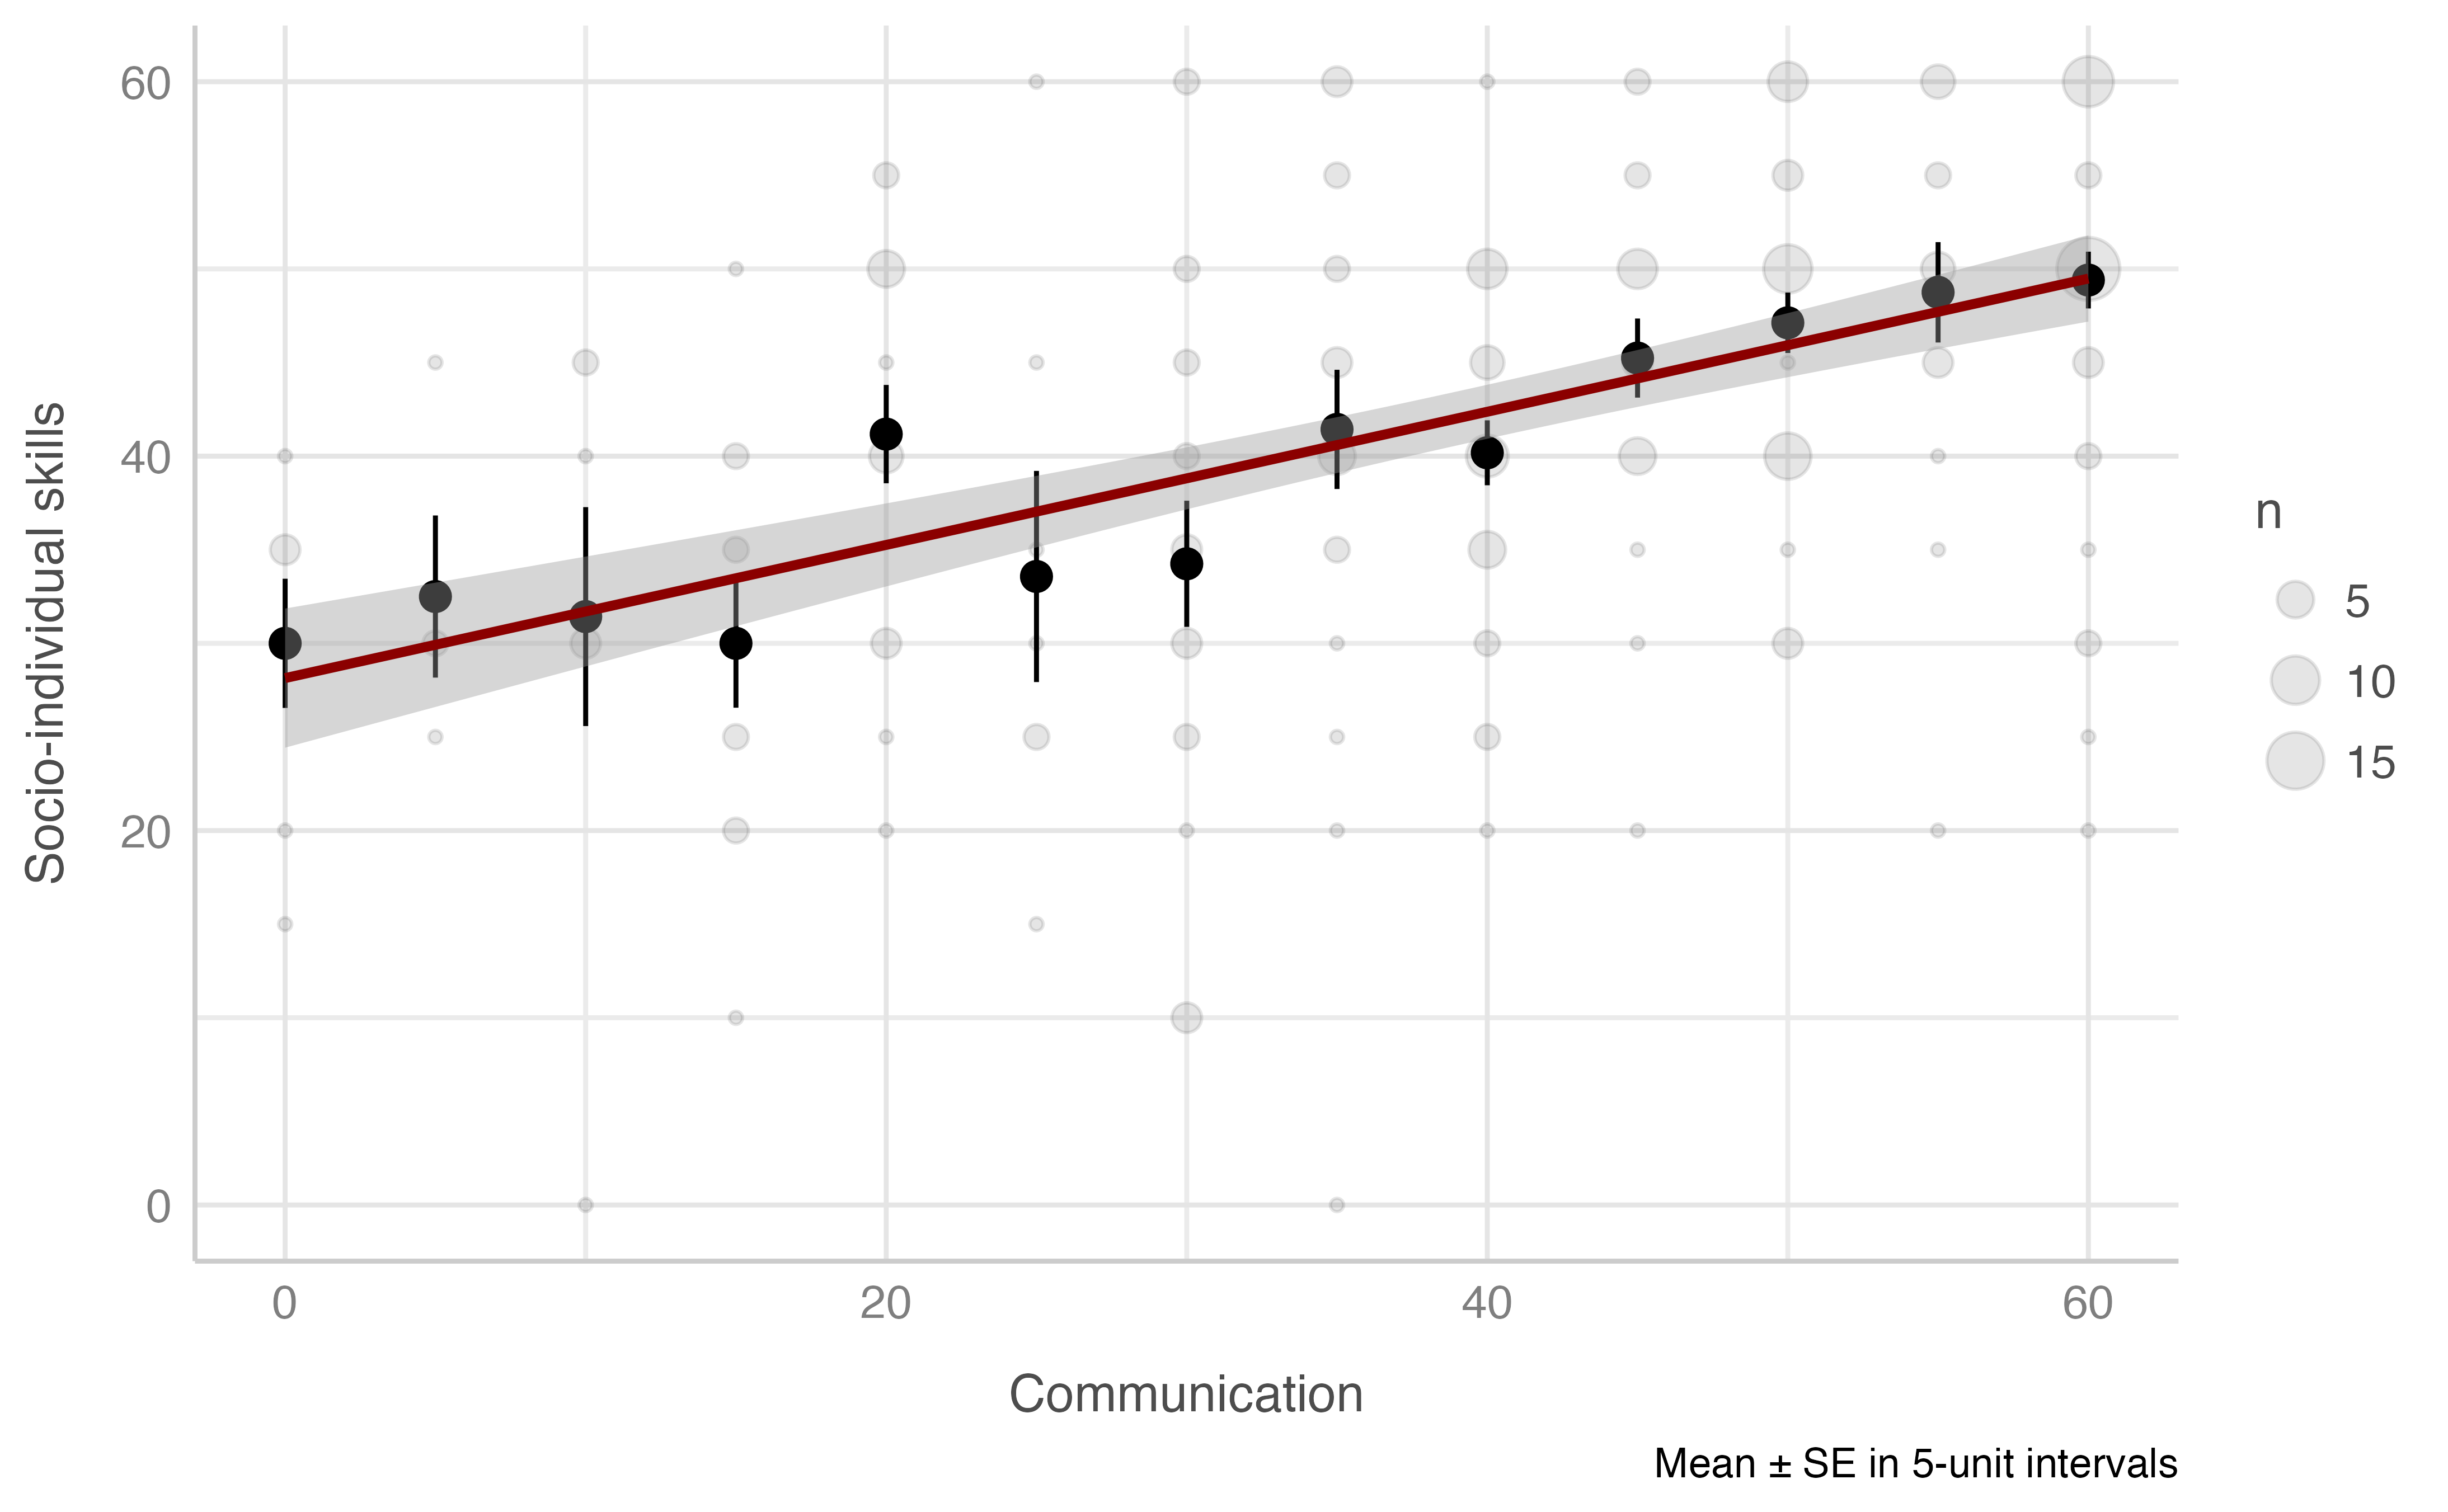 Socio-individual skills
60
40
20
0
0
20
40
60
Communication
n
5
10
15
Mean ± SE in 5-unit intervals